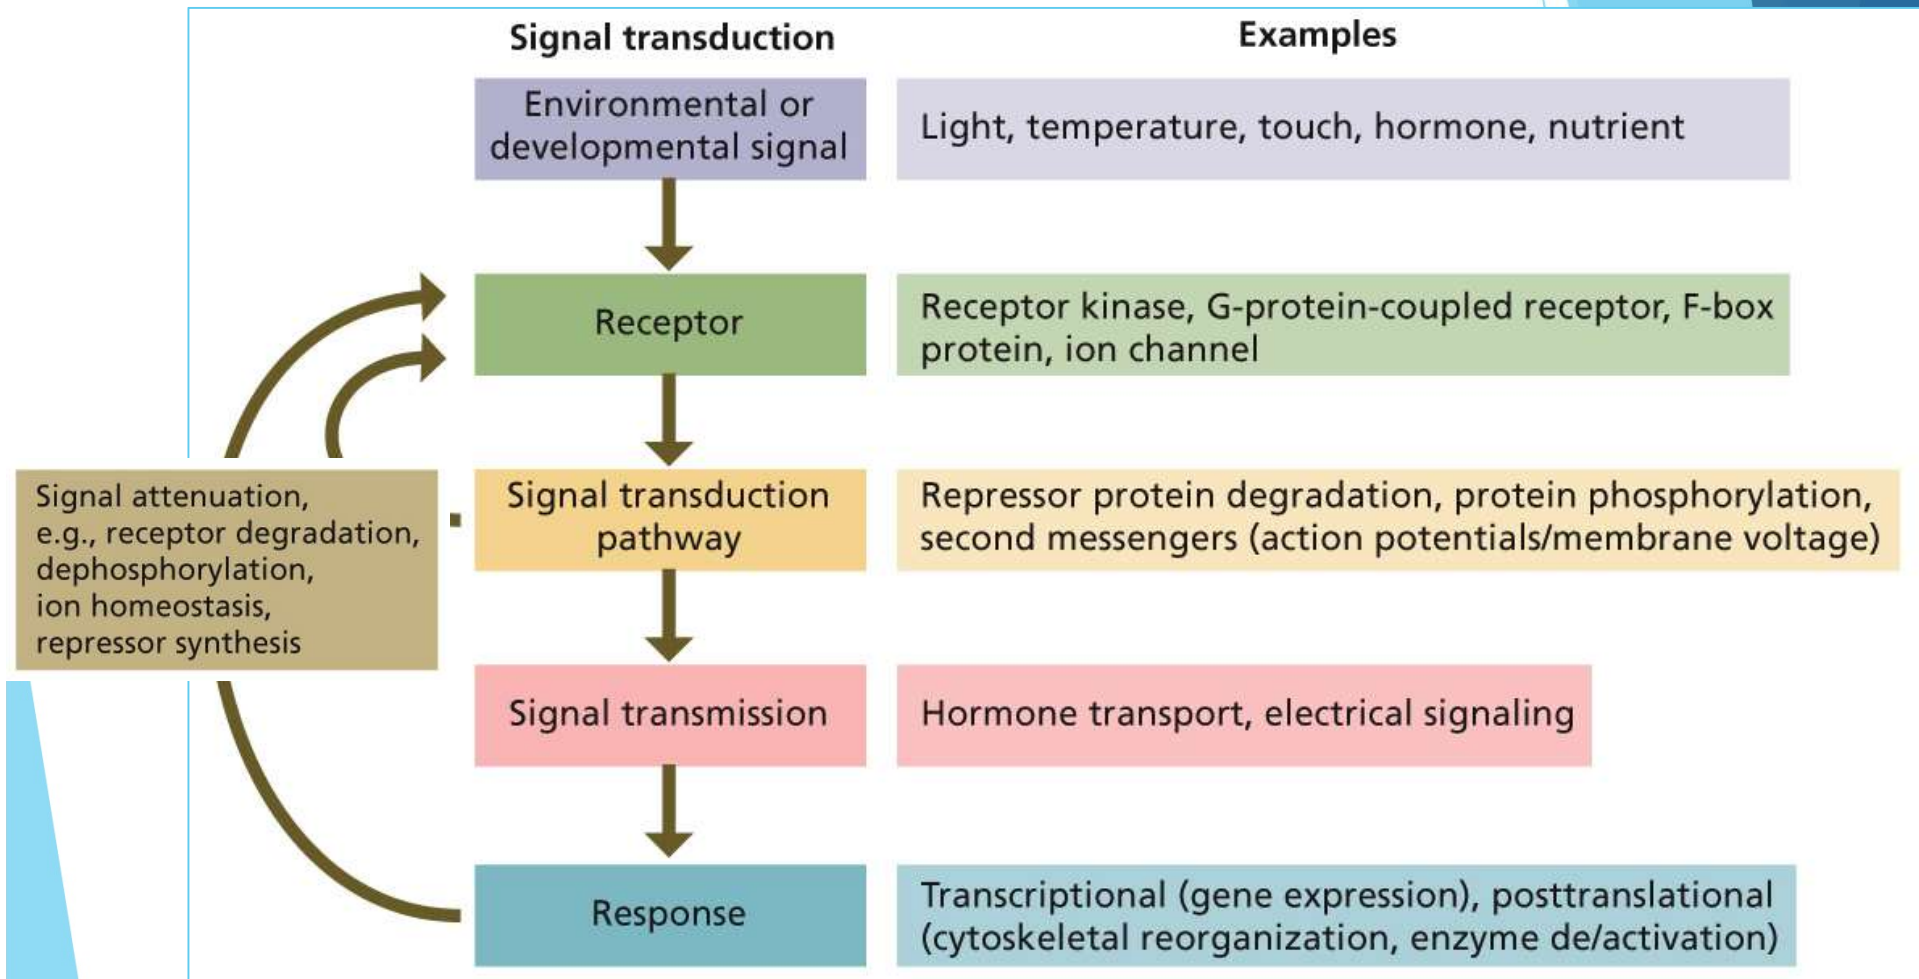 Signal transduction
Examples
Environmental or
developmental signal
Light, temperature, touch, hormone, nutrient
Receptor
Receptor kinase, G-protein-coupled receptor, F-box
protein, ion channel
Signal attenuation,
e.g., receptor degradation,
dephosphorylation,
ion homeostasis,
repressor synthesis
Signal transduction
pathway
Repressor protein degradation, protein phosphorylation,
second messengers (action potentials/membrane voltage)
Signal transmission
Hormone transport, electrical signaling
Response
Transcriptional (gene expression), posttranslational
(cytoskeletal reorganization, enzyme de/activation)